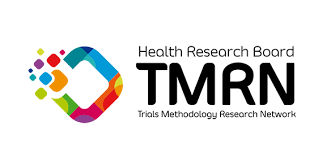 Health Research Board
TMRN
Trials Methodology Research Network